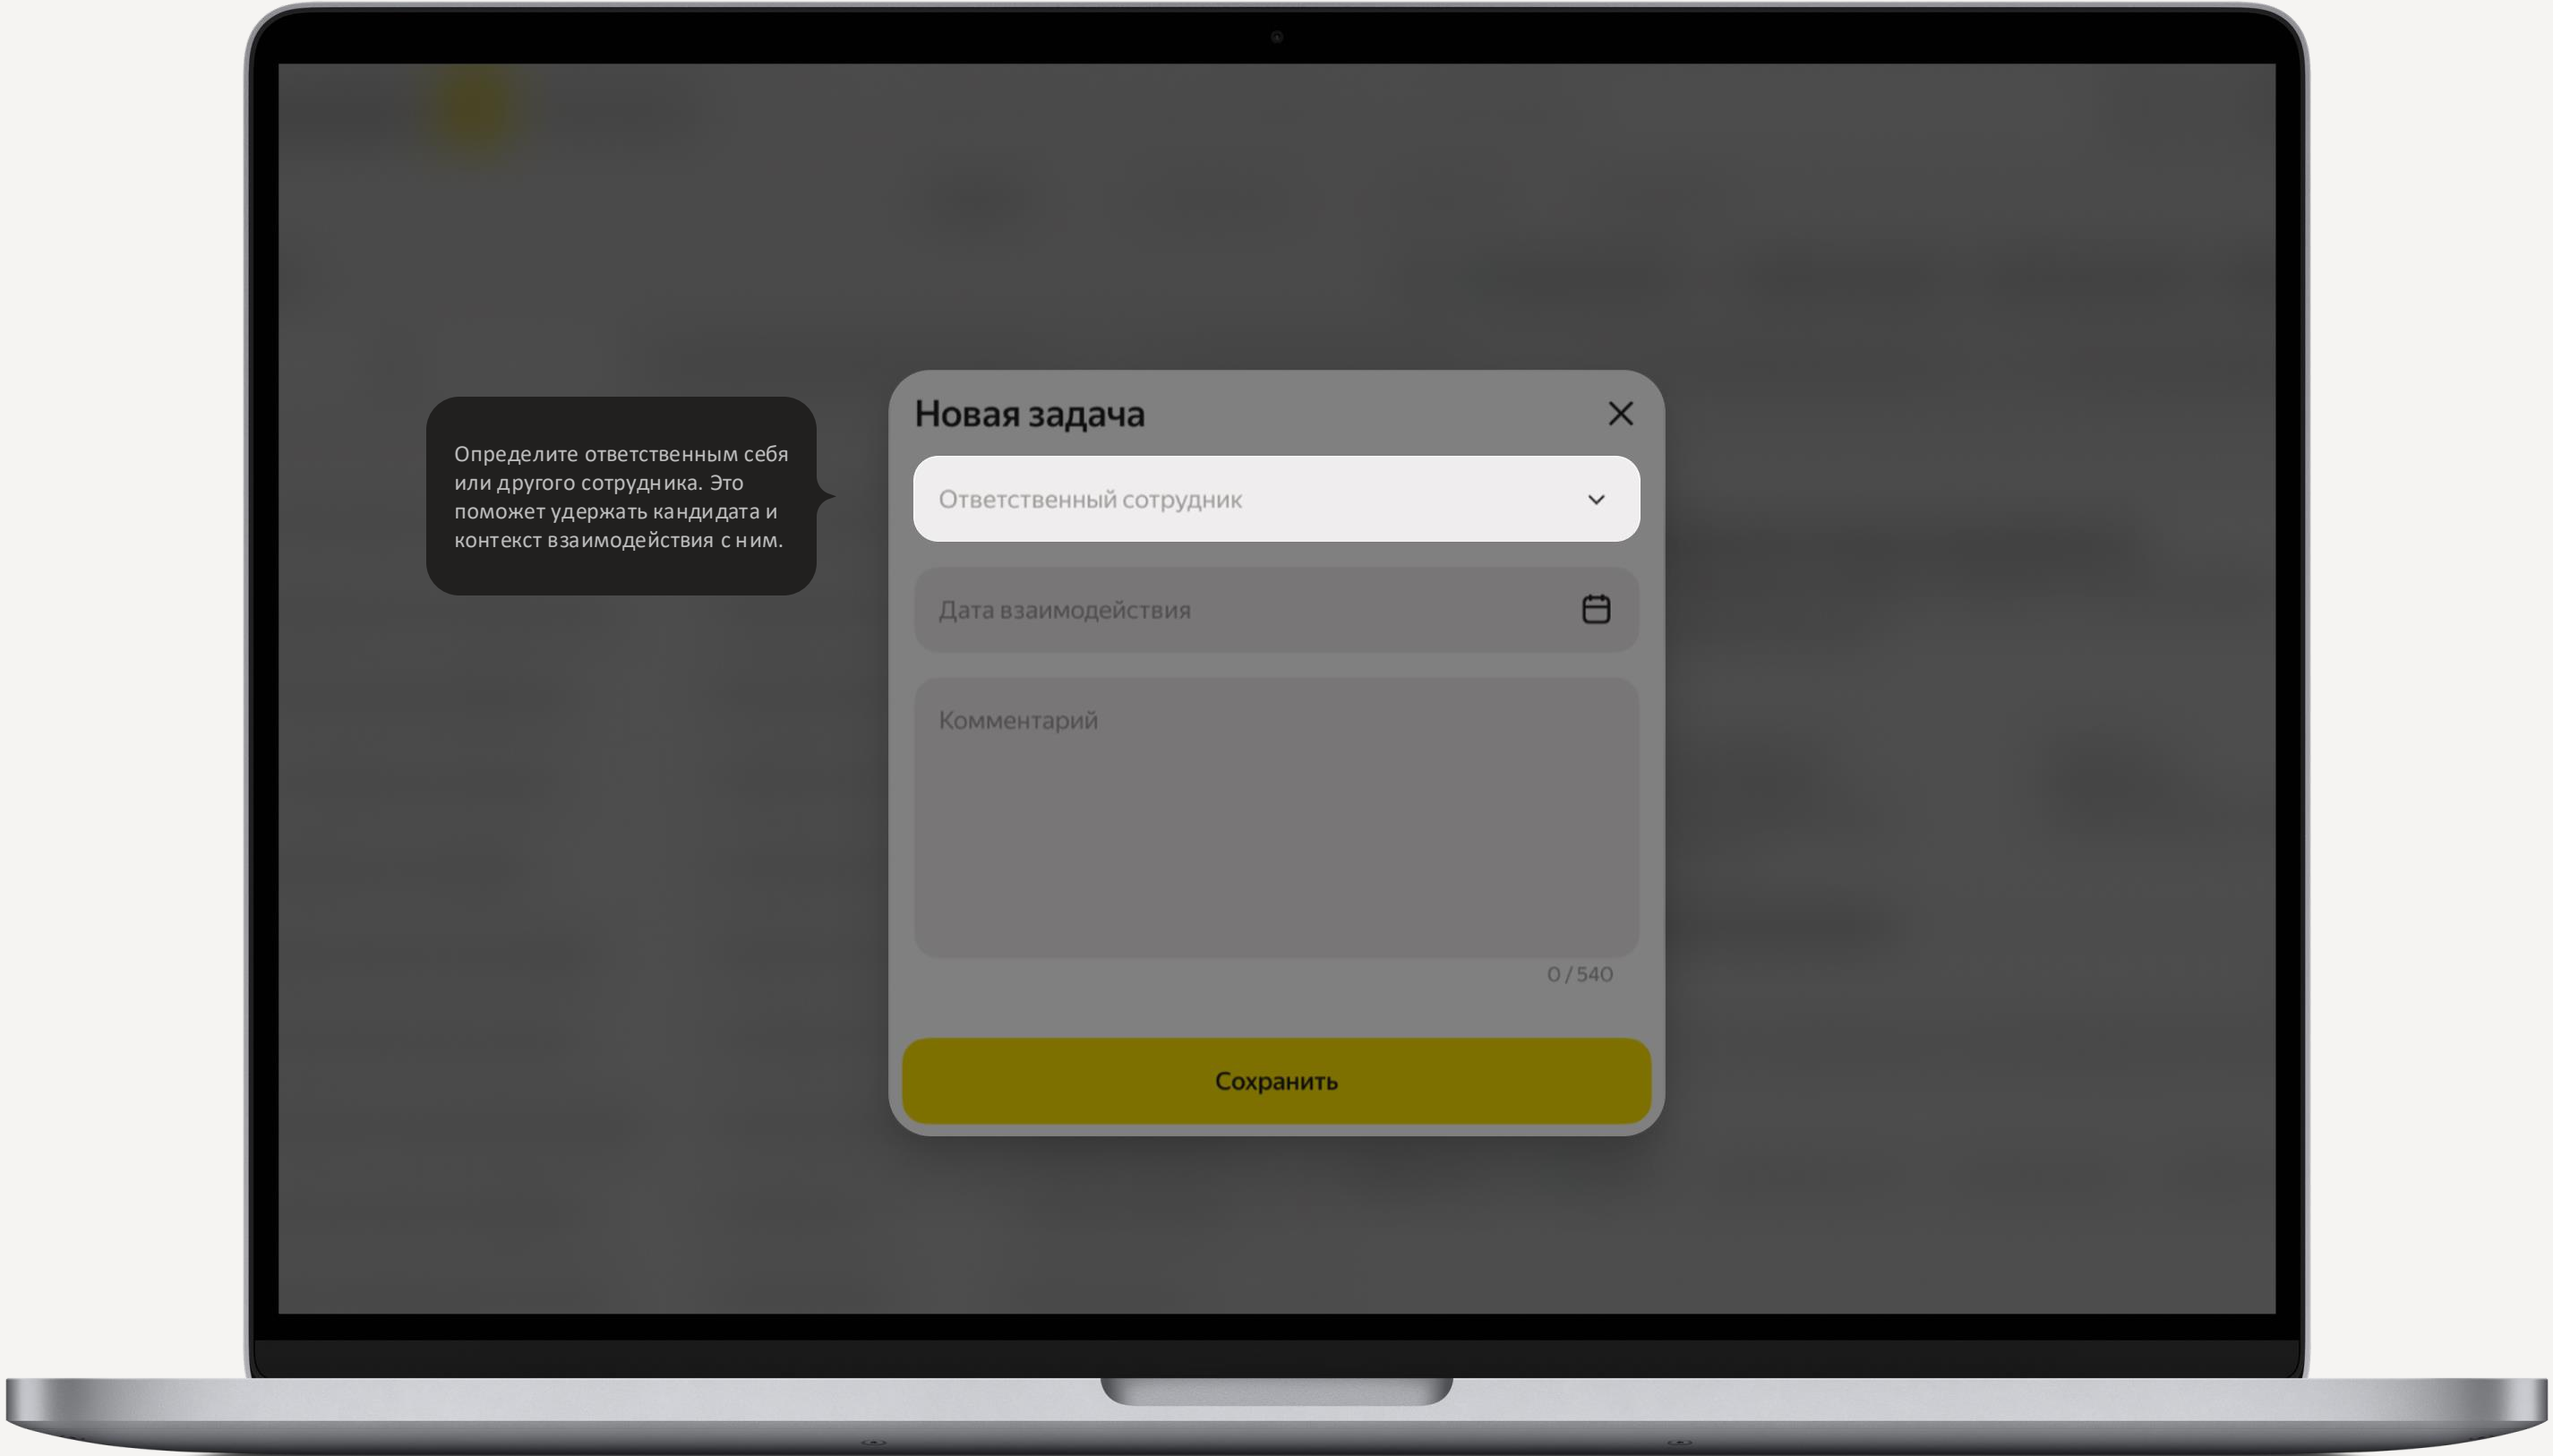 Новая задача
Определите ответственным себя
или другого сотрудника. Это
поможет удержать кандидата и
контекст взаимодействия с ним.
Ответственный сотрудник
Дата взаимодействия
Комментарий
0 / 540
Сохранить